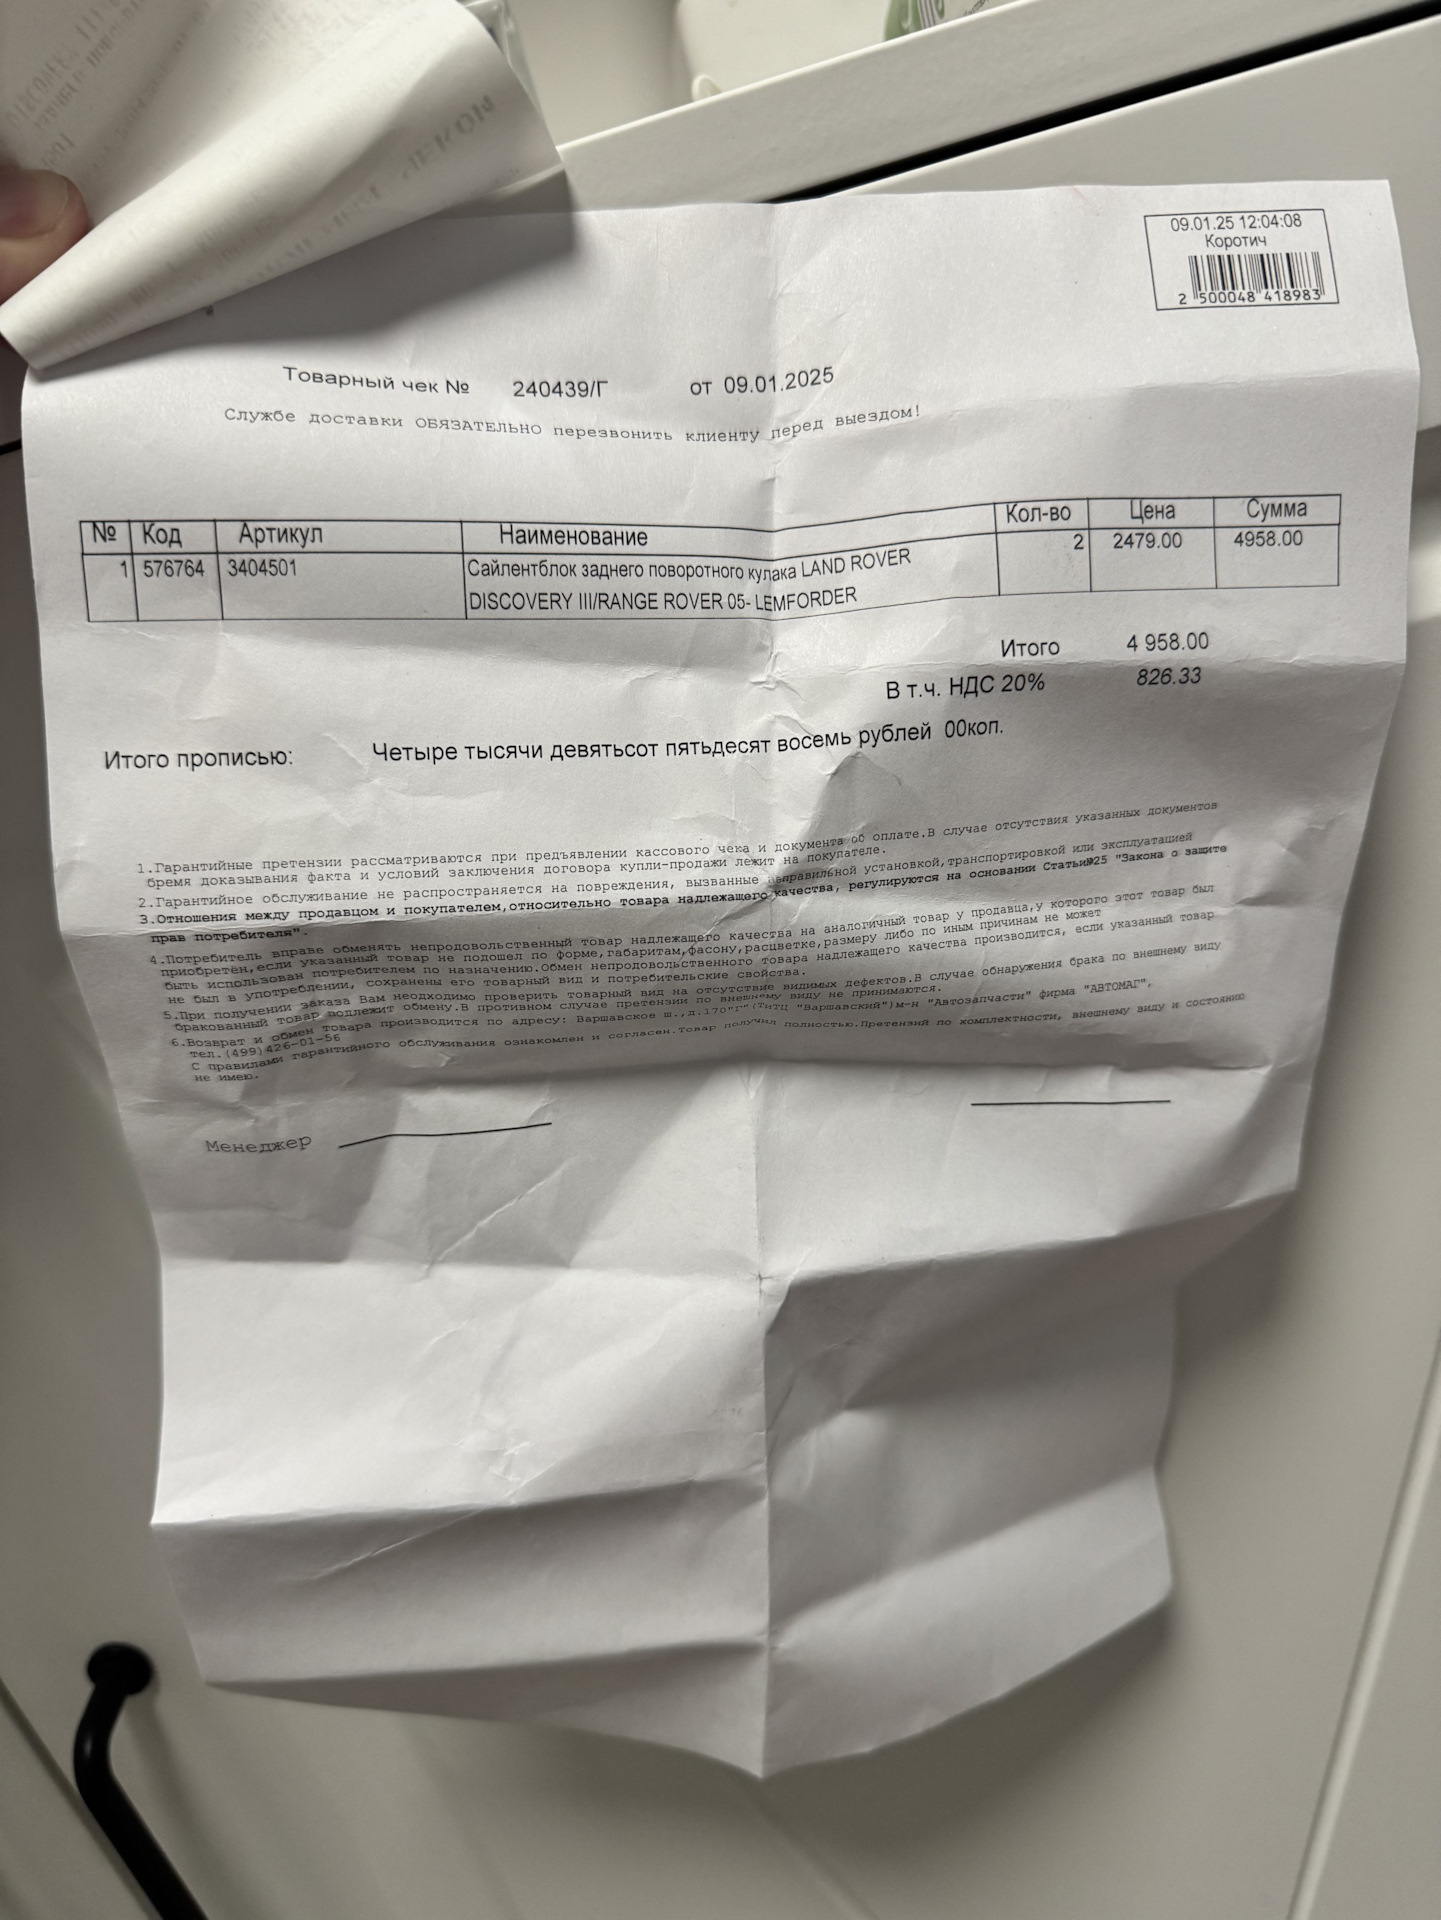 09.01.25 12:04:08
Коротич
2 500048 418983
Товарный чек № 240439/Г от 09.01.2025
Службе доставки ОБЯЗАТЕЛЬНО перезвонить клиенту перед выездом!
№ Код Артикул Наименование Кол-во Цена Сумма
1 576764 3404501 Сайлентблок заднего поворотного кулака LAND ROVER 2 2479.00 4958.00
DISCOVERY III/RANGE ROVER 05- LEMFORDER
Итого 4 958.00
В т.ч. НДС 20% 826.33
Итого прописью: Четыре тысячи девятьсот пятьдесят восемь рублей 00коп.
1.Гарантийные претензии рассматриваются при предъявлении кассового чека и документа об оплате.В случае отсутствия указанных документов
бремя доказывания факта и условий заключения договора купли-продажи лежит на покупателе.
2.Гарантийное обслуживание не распространяется на повреждения, вызванные неправильной установкой,транспортировкой или эксплуатацией
3.Отношения между продавцом и покупателем,относительно товара надлежащего качества, регулируются на основании Статьи№25 "Закона о защите
прав потребителя".
4.Потребитель вправе обменять непродовольственный товар надлежащего качества на аналогичный товар у продавца,у которого этот товар был
приобретен,если указанный товар не подошел по форме,габаритам,фасону,расцветке,размеру либо по иным причинам не может
быть использован потребителем по назначению.Обмен непродовольственного товара надлежащего качества производится, если указанный товар
не был в употреблении, сохранены его товарный вид и потребительские свойства.
5.При получении заказа Вам необходимо проверить товарный вид на отсутствие видимых дефектов.В случае обнаружения брака по внешнему виду
бракованный товар подлежит обмену.В противном случае претензии по внешнему виду не принимаются.
6.Возврат и обмен товара производится по адресу: Варшавское ш.,д.170"г"(ТиТЦ "Варшавский")м-н "Автозапчасти" фирма "АВТОМАГ",
тел.(499)426-01-56
С правилами гарантийного обслуживания ознакомлен и согласен.Товар получил полностью.Претензий по комплектности, внешнему виду и состоянию
не имею.
Менеджер